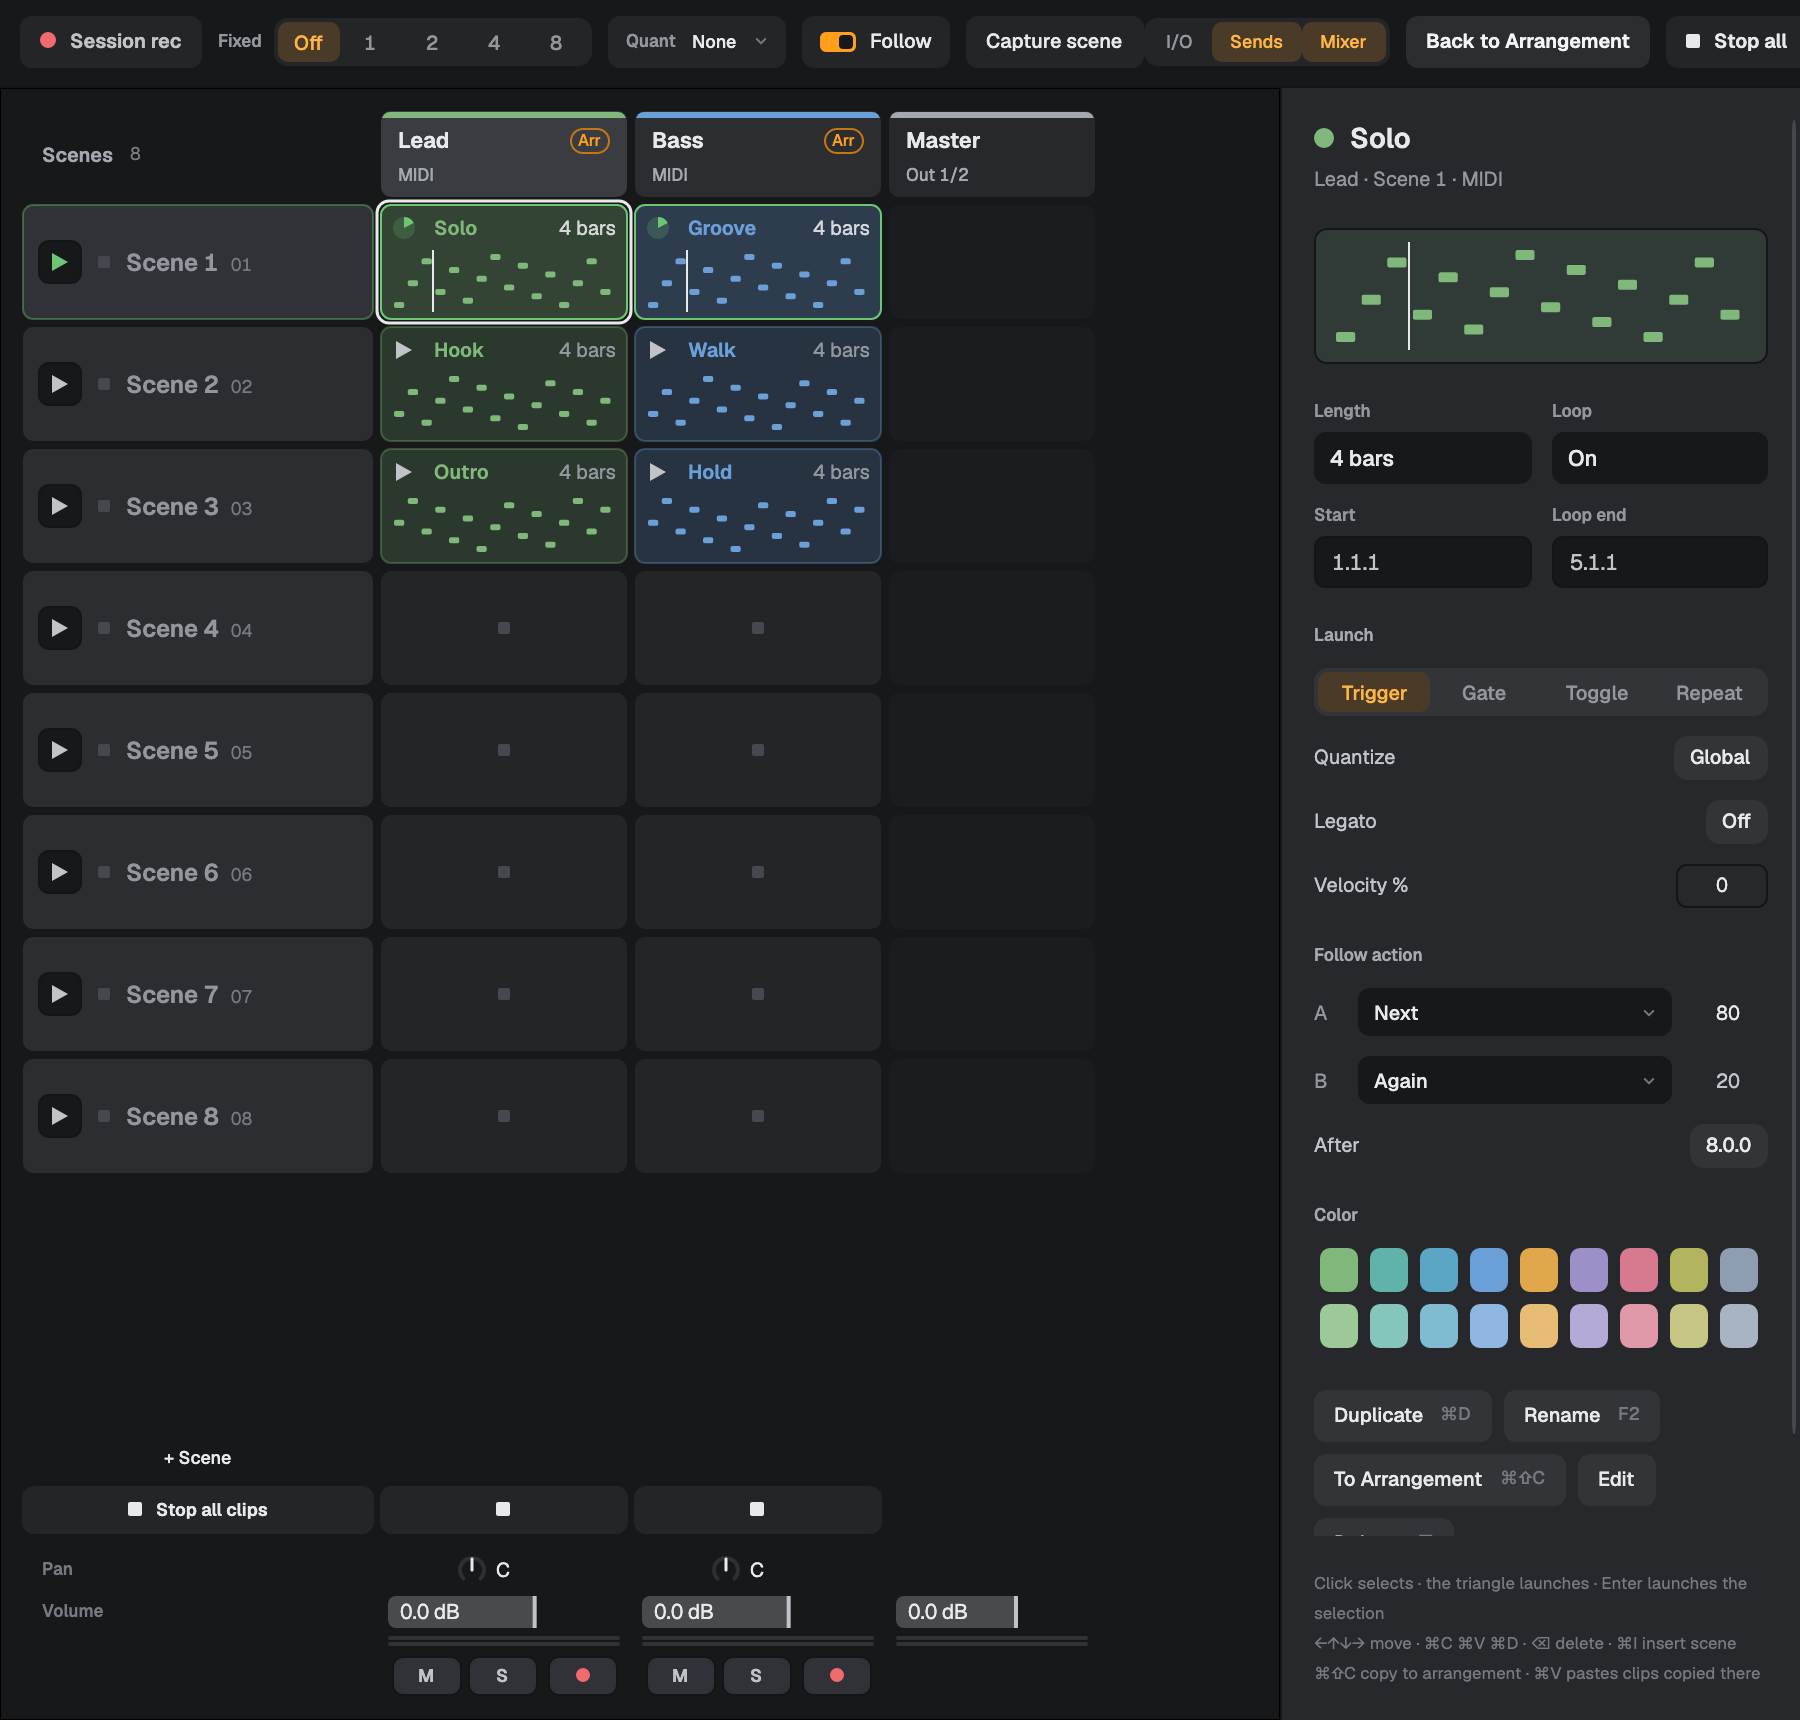 Session rec Fixed Off 1 2 4 8 Quant None Follow Capture scene I/O Sends Mixer Back to Arrangement Stop all
Scenes 8
Lead Arr
MIDI
Bass Arr
MIDI
Master
Out 1/2
Scene 1 01
Solo 4 bars
Groove 4 bars
Scene 2 02
Hook 4 bars
Walk 4 bars
Scene 3 03
Outro 4 bars
Hold 4 bars
Scene 4 04
Scene 5 05
Scene 6 06
Scene 7 07
Scene 8 08
+ Scene
Stop all clips
Pan C C
Volume 0.0 dB 0.0 dB 0.0 dB
M S M S
Solo
Lead · Scene 1 · MIDI
Length Loop
4 bars On
Start Loop end
1.1.1 5.1.1
Launch
Trigger Gate Toggle Repeat
Quantize Global
Legato Off
Velocity % 0
Follow action
A Next 80
B Again 20
After 8.0.0
Color
Duplicate ⌘D Rename F2
To Arrangement ⌘⇧C Edit
Click selects · the triangle launches · Enter launches the
selection
←↑↓→ move · ⌘C ⌘V ⌘D · ⌫ delete · ⌘I insert scene
⌘⇧C copy to arrangement · ⌘V pastes clips copied there